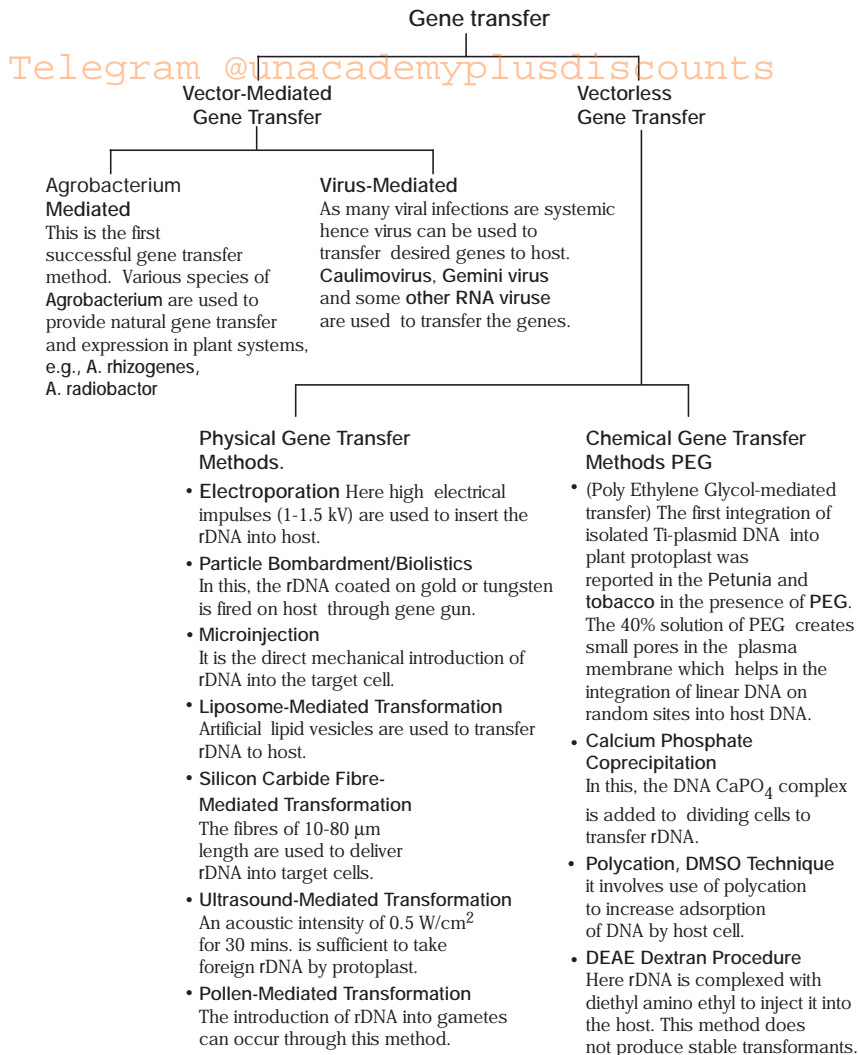 Gene transfer
Telegram @unacademyplusdiscounts
Vector-Mediated
Gene Transfer
Vectorless
Gene Transfer
Agrobacterium
Mediated
This is the first
successful gene transfer
method. Various species of
Agrobacterium are used to
provide natural gene transfer
and expression in plant systems,
e.g., A. rhizogenes,
A. radiobactor
Virus-Mediated
As many viral infections are systemic
hence virus can be used to
transfer desired genes to host.
Caulimovirus, Gemini virus
and some other RNA viruse
are used to transfer the genes.
Physical Gene Transfer
Methods.
• Electroporation Here high electrical
impulses (1-1.5 kV) are used to insert the
rDNA into host.
• Particle Bombardment/Biolistics
In this, the rDNA coated on gold or tungsten
is fired on host through gene gun.
• Microinjection
It is the direct mechanical introduction of
rDNA into the target cell.
• Liposome-Mediated Transformation
Artificial lipid vesicles are used to transfer
rDNA to host.
• Silicon Carbide Fibre-
Mediated Transformation
The fibres of 10-80 µm
length are used to deliver
rDNA into target cells.
• Ultrasound-Mediated Transformation
An acoustic intensity of 0.5 W/cm²
for 30 mins. is sufficient to take
foreign rDNA by protoplast.
• Pollen-Mediated Transformation
The introduction of rDNA into gametes
can occur through this method.
Chemical Gene Transfer
Methods PEG
• (Poly Ethylene Glycol-mediated
transfer) The first integration of
isolated Ti-plasmid DNA into
plant protoplast was
reported in the Petunia and
tobacco in the presence of PEG.
The 40% solution of PEG creates
small pores in the plasma
membrane which helps in the
integration of linear DNA on
random sites into host DNA.
• Calcium Phosphate
Coprecipitation
In this, the DNA CaPO₄ complex
is added to dividing cells to
transfer rDNA.
• Polycation, DMSO Technique
it involves use of polycation
to increase adsorption
of DNA by host cell.
• DEAE Dextran Procedure
Here rDNA is complexed with
diethyl amino ethyl to inject it into
the host. This method does
not produce stable transformants.